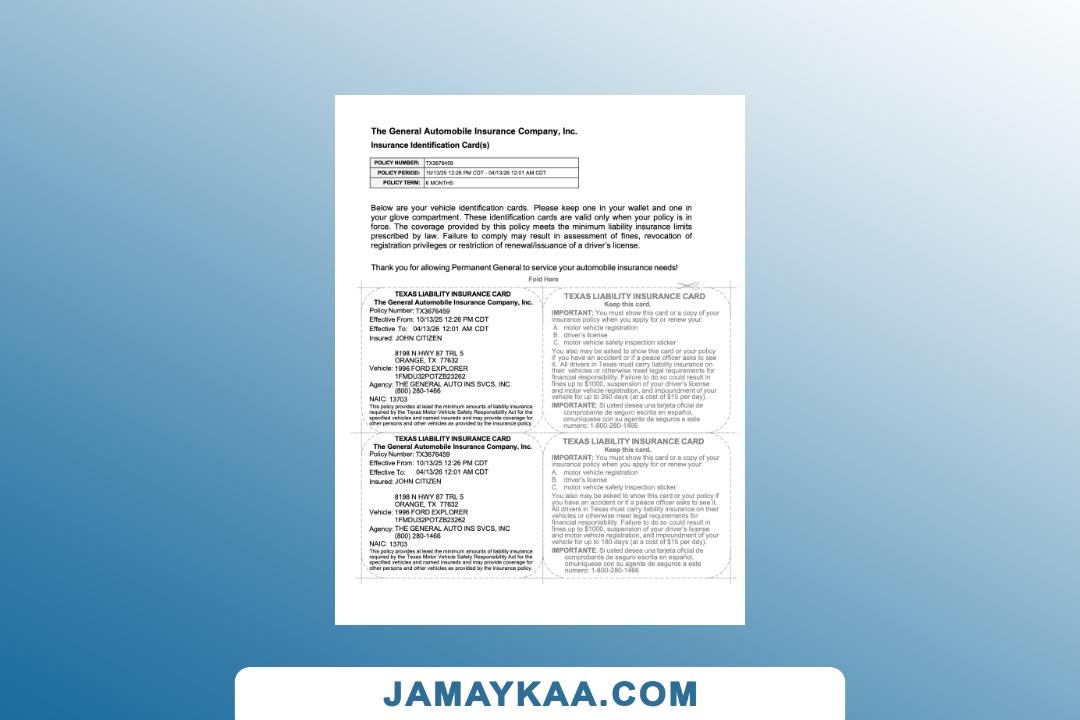 The General Automobile Insurance Company, Inc.
Insurance Identification Card(s)
POLICY NUMBER: TX3676459
POLICY PERIOD: 10/13/25 12:26 PM CDT - 04/13/26 12:01 AM CDT
POLICY TERM: 6 MONTHS
Below are your vehicle identification cards. Please keep one in your wallet and one in
your glove compartment. These identification cards are valid only when your policy is in
force. The coverage provided by this policy meets the minimum liability insurance limits
prescribed by law. Failure to comply may result in assessment of fines, revocation of
registration privileges or restriction of renewal/issuance of a driver's license.
Thank you for allowing Permanent General to service your automobile insurance needs!
Fold Here
TEXAS LIABILITY INSURANCE CARD
The General Automobile Insurance Company, Inc.
Policy Number: TX3676459
Effective From: 10/13/25 12:26 PM CDT
Effective To: 04/13/26 12:01 AM CDT
Insured: JOHN CITIZEN
8198 N HWY 87 TRL 5
ORANGE, TX 77632
Vehicle: 1996 FORD EXPLORER
1FMDU32POTZB23262
Agency: THE GENERAL AUTO INS SVCS, INC
(800) 280-1466
NAIC: 13703
This policy provides at least the minimum amounts of liability insurance
required by the Texas Motor Vehicle Safety Responsibility Act for the
specified vehicles and named insureds and may provide coverage for
other persons and other vehicles as provided by the insurance policy.
TEXAS LIABILITY INSURANCE CARD
Keep this card.
IMPORTANT: You must show this card or a copy of your
insurance policy when you apply for or renew your:
A. motor vehicle registration
B. driver's license
C. motor vehicle safety inspection sticker
You also may be asked to show this card or your policy
if you have an accident or if a peace officer asks to see
it. All drivers in Texas must carry liability insurance on
their vehicles or otherwise meet legal requirements for
financial responsibility. Failure to do so could result in
fines up to $1000, suspension of your driver's license
and motor vehicle registration, and impoundment of your
vehicle for up to 260 days (at a cost of $15 per day).
IMPORTANTE: Si usted desea una tarjeta oficial de
comprobante de seguro escrita en español,
omuniquese con su agente de seguros a este
numero: 1-800-280-1466
TEXAS LIABILITY INSURANCE CARD
The General Automobile Insurance Company, Inc.
Policy Number: TX3676459
Effective From: 10/13/25 12:26 PM CDT
Effective To: 04/13/26 12:01 AM CDT
Insured: JOHN CITIZEN
8198 N HWY 87 TRL 5
ORANGE, TX 77632
Vehicle: 1996 FORD EXPLORER
1FMDU32POTZB23262
Agency: THE GENERAL AUTO INS SVCS, INC
(800) 280-1466
NAIC: 13703
This policy provides at least the minimum amounts of liability insurance
required by the Texas Motor Vehicle Safety Responsibility Act for the
specified vehicles and named insureds and may provide coverage for
other persons and other vehicles as provided by the insurance policy.
TEXAS LIABILITY INSURANCE CARD
Keep this card.
IMPORTANT: You must show this card or a copy of your
insurance policy when you apply for or renew your:
A. motor vehicle registration
B. driver's license
C. motor vehicle safety inspection sticker
You also may be asked to show this card or your policy if
you have an accident or if a peace officer asks to see it.
All drivers in Texas must carry liability insurance on their
vehicles or otherwise meet legal requirements for
financial responsibility. Failure to do so could result in
fines up to $1000, suspension of your driver's license
and motor vehicle registration, and impoundment of your
vehicle for up to 180 days (at a cost of $15 per day).
IMPORTANTE: Si usted desea una tarjeta oficial de
comprobante de seguro escrita en español,
omuniquese con su agente de seguros a este
numero: 1-800-280-1466
JAMAYKAA.COM